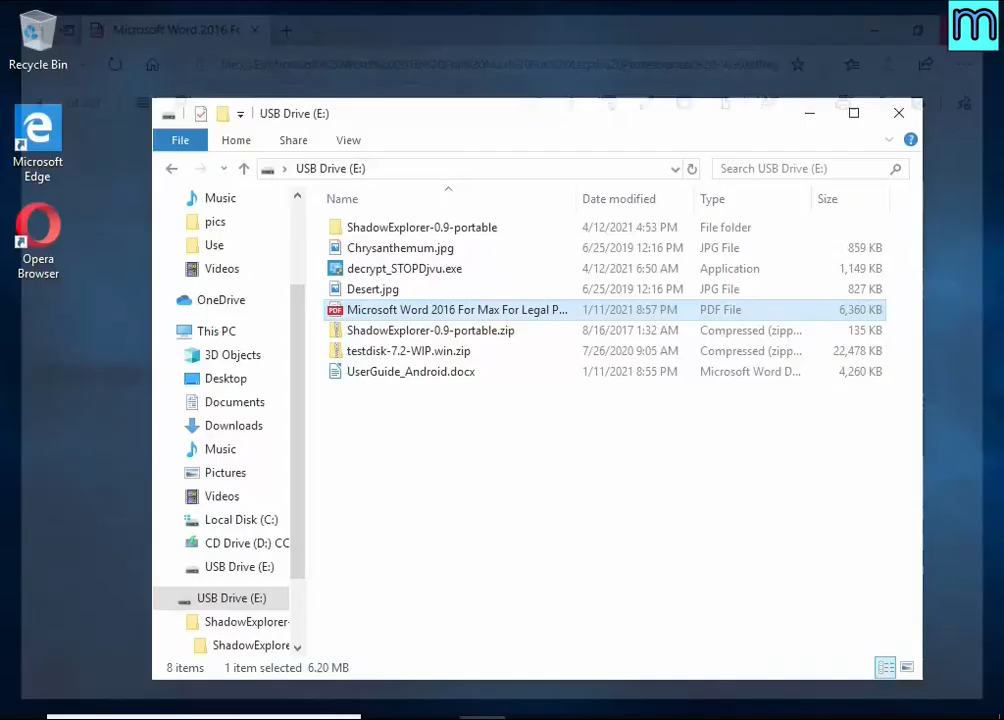 m
Recycle Bin
Microsoft Word 2016 Fo
Microsoft
Edge
Opera
Browser
USB Drive (E:)
File
Home
Share
View
USB Drive (E:)
Search USB Drive (E:)
Name
Date modified
Type
Size
Music
pics
Use
Videos
OneDrive
This PC
3D Objects
Desktop
Documents
Downloads
Music
Pictures
Videos
Local Disk (C:)
CD Drive (D:) CC
USB Drive (E:)
USB Drive (E:)
ShadowExplorer-
ShadowExplore
ShadowExplorer-0.9-portable 4/12/2021 4:53 PM File folder
Chrysanthemum.jpg 6/25/2019 12:16 PM JPG File 859 KB
decrypt_STOPDjvu.exe 4/12/2021 6:50 AM Application 1,149 KB
Desert.jpg 6/25/2019 12:16 PM JPG File 827 KB
PDF Microsoft Word 2016 For Max For Legal P... 1/11/2021 8:57 PM PDF File 6,360 KB
ShadowExplorer-0.9-portable.zip 8/16/2017 1:32 AM Compressed (zipp... 135 KB
testdisk-7.2-WIP.win.zip 7/26/2020 9:05 AM Compressed (zipp... 22,478 KB
UserGuide_Android.docx 1/11/2021 8:55 PM Microsoft Word D... 4,260 KB
8 items 1 item selected 6.20 MB